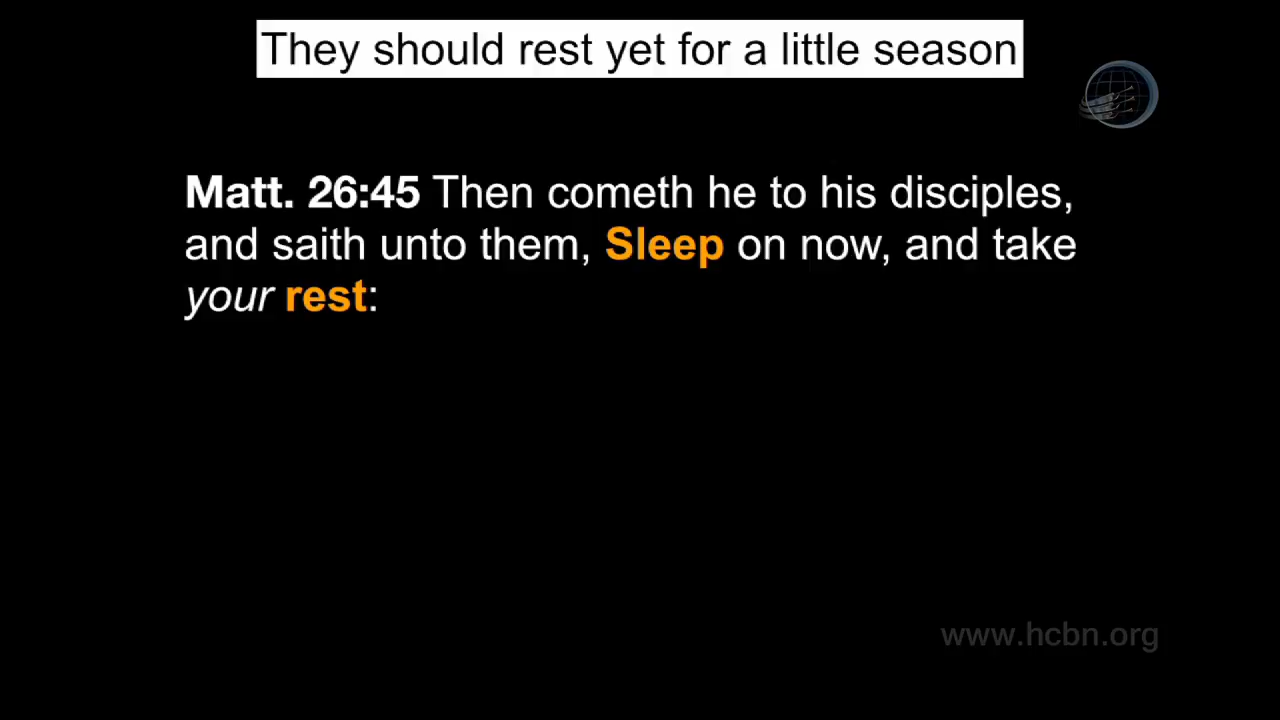 They should rest yet for a little season
Matt. 26:45 Then cometh he to his disciples,
and saith unto them, Sleep on now, and take
your rest:
www.hcbn.org